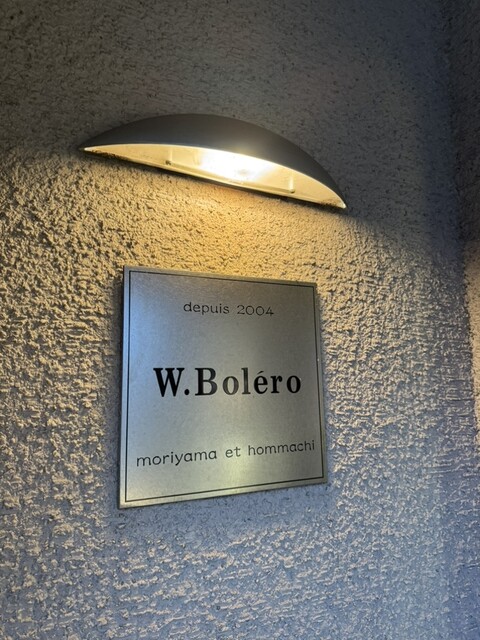 depuis 2004
W.Boléro
moriyama et hommachi